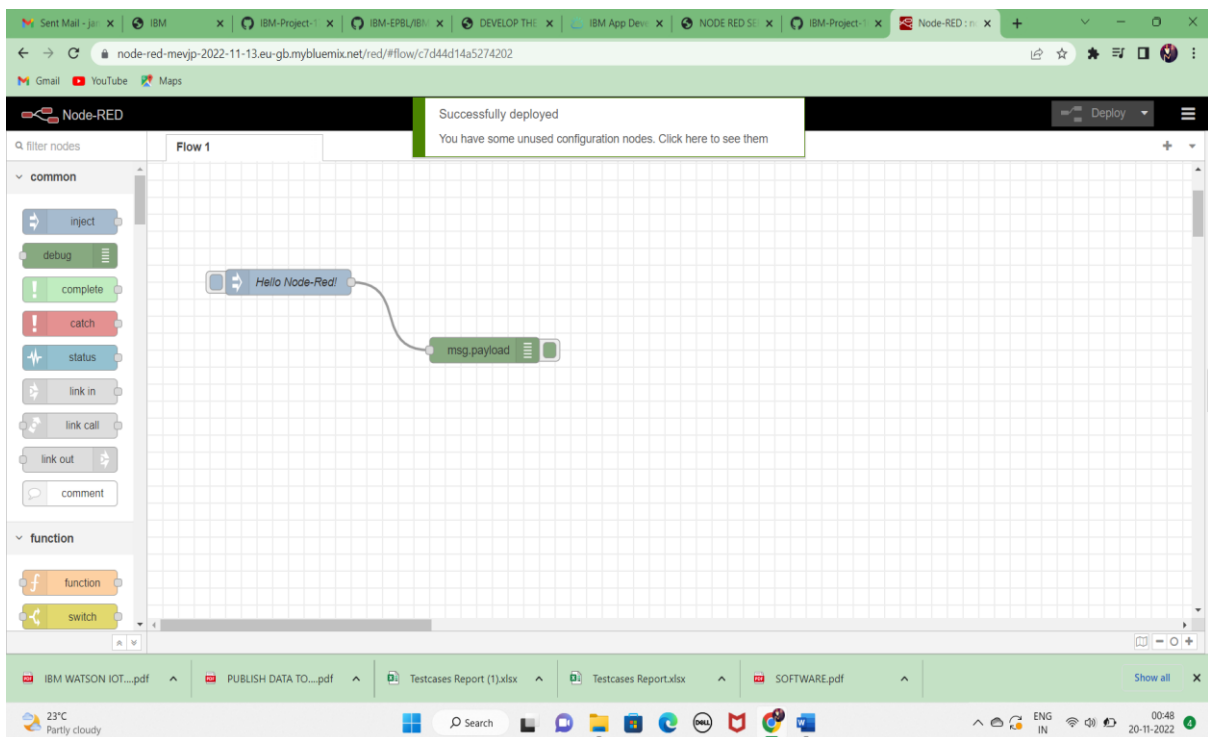 Sent Mail - jan
IBM
IBM-Project-1
IBM-EPBL/IBM
DEVELOP THE
IBM App Deve
NODE RED SE
IBM-Project-1
Node-RED : n
node-red-mevjp-2022-11-13.eu-gb.mybluemix.net/red/#flow/c7d44d14a5274202
Gmail YouTube Maps
Node-RED
Successfully deployed
You have some unused configuration nodes. Click here to see them
Deploy
filter nodes
Flow 1
common
inject
debug
complete
catch
status
link in
link call
link out
comment
function
function
switch
Hello Node-Red!
msg.payload
IBM WATSON IOT....pdf
PUBLISH DATA TO....pdf
Testcases Report (1).xlsx
Testcases Report.xlsx
SOFTWARE.pdf
Show all
23°C
Partly cloudy
Search
DELL
ENG
IN
00:48
20-11-2022
4